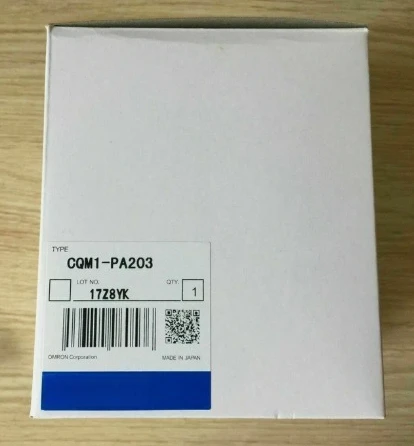 TYPE
CQM1-PA203
LOT NO. QTY.
17Z8YK 1
OMRON Corporation MADE IN JAPAN